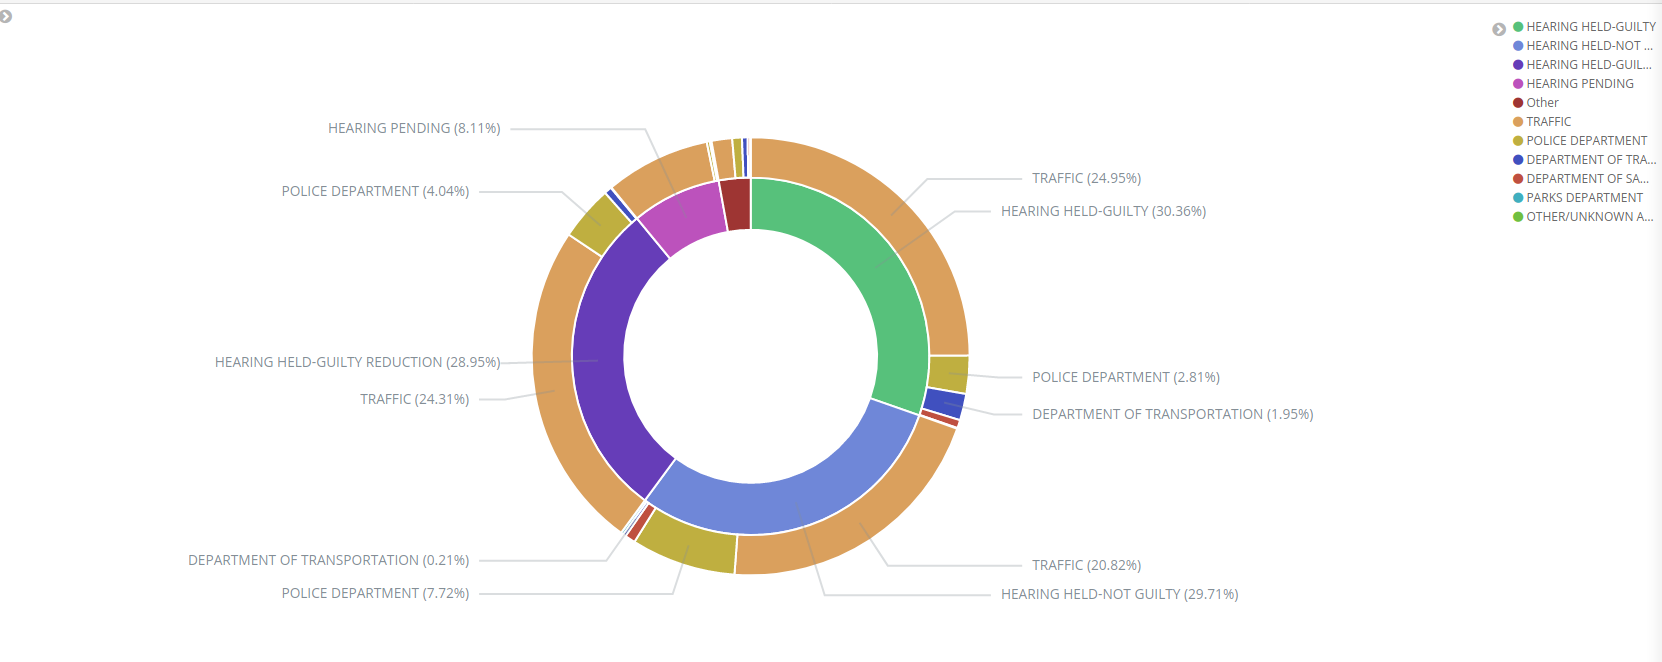 HEARING PENDING (8.11%)
POLICE DEPARTMENT (4.04%)
HEARING HELD-GUILTY REDUCTION (28.95%)
TRAFFIC (24.31%)
DEPARTMENT OF TRANSPORTATION (0.21%)
POLICE DEPARTMENT (7.72%)
TRAFFIC (24.95%)
HEARING HELD-GUILTY (30.36%)
POLICE DEPARTMENT (2.81%)
DEPARTMENT OF TRANSPORTATION (1.95%)
TRAFFIC (20.82%)
HEARING HELD-NOT GUILTY (29.71%)
HEARING HELD-GUILTY
HEARING HELD-NOT ...
HEARING HELD-GUIL...
HEARING PENDING
Other
TRAFFIC
POLICE DEPARTMENT
DEPARTMENT OF TRA...
DEPARTMENT OF SA...
PARKS DEPARTMENT
OTHER/UNKNOWN A...